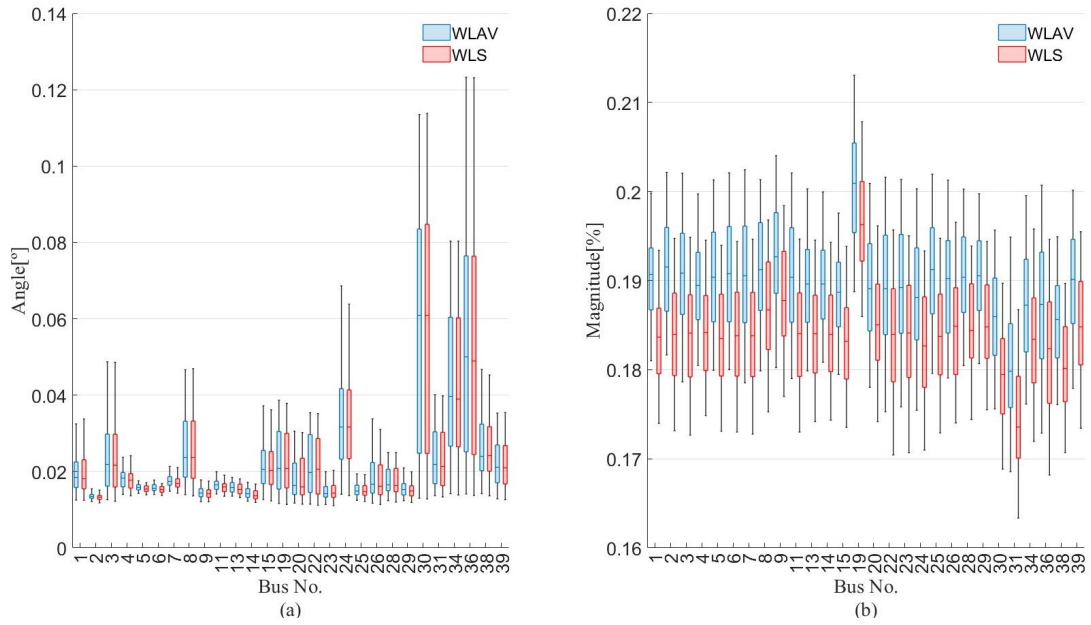 0.14
0.12
0.1
0.08
0.06
0.04
0.02
0
Angle[º]
WLAV
WLS
1 2 3 4 5 6 7 8 9 11 13 14 15 19 20 22 23 24 25 26 28 29 30 31 34 36 38 39
Bus No.
(a)
0.22
0.21
0.2
0.19
0.18
0.17
0.16
Magnitude[%]
WLAV
WLS
1 2 3 4 5 6 7 8 9 11 13 14 15 19 20 22 23 24 25 26 28 29 30 31 34 36 38 39
Bus No.
(b)